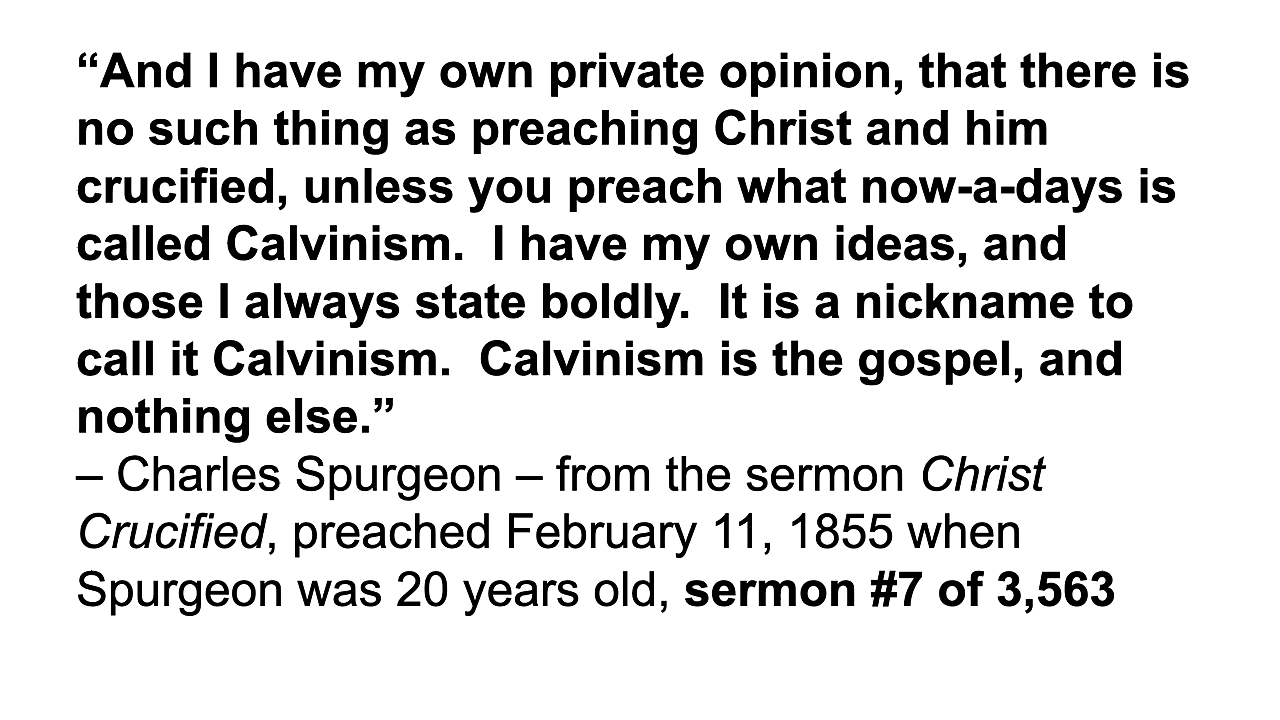 “And I have my own private opinion, that there is
no such thing as preaching Christ and him
crucified, unless you preach what now-a-days is
called Calvinism.  I have my own ideas, and
those I always state boldly.  It is a nickname to
call it Calvinism.  Calvinism is the gospel, and
nothing else.”
– Charles Spurgeon – from the sermon Christ
Crucified, preached February 11, 1855 when
Spurgeon was 20 years old, sermon #7 of 3,563